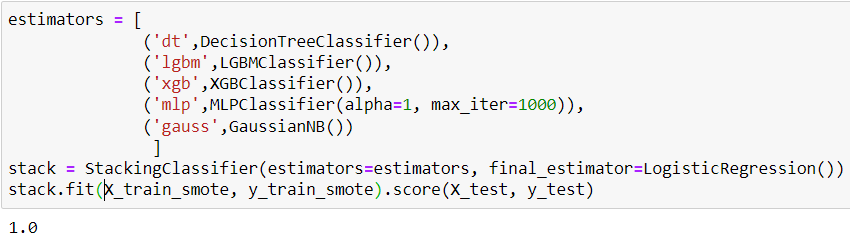 estimators = [
('dt',DecisionTreeClassifier()),
('lgbm',LGBMClassifier()),
('xgb',XGBClassifier()),
('mlp',MLPClassifier(alpha=1, max_iter=1000)),
('gauss',GaussianNB())
]
stack = StackingClassifier(estimators=estimators, final_estimator=LogisticRegression())
stack.fit(X_train_smote, y_train_smote).score(X_test, y_test)
1.0